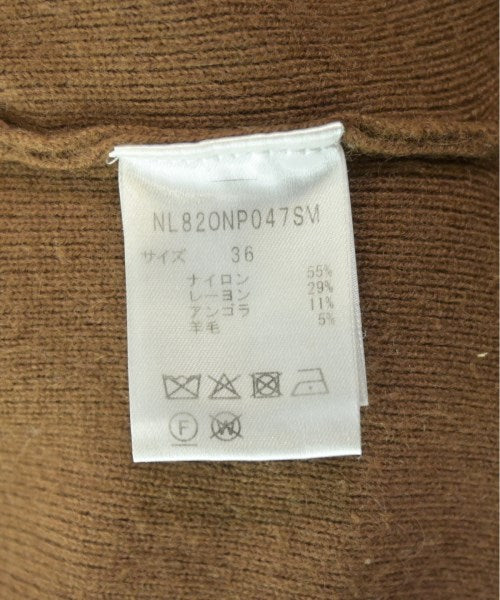 NL820NP047SM
サイズ 36
ナイロン 55%
レーヨン 29%
アンゴラ 11%
羊毛 5%
F
W